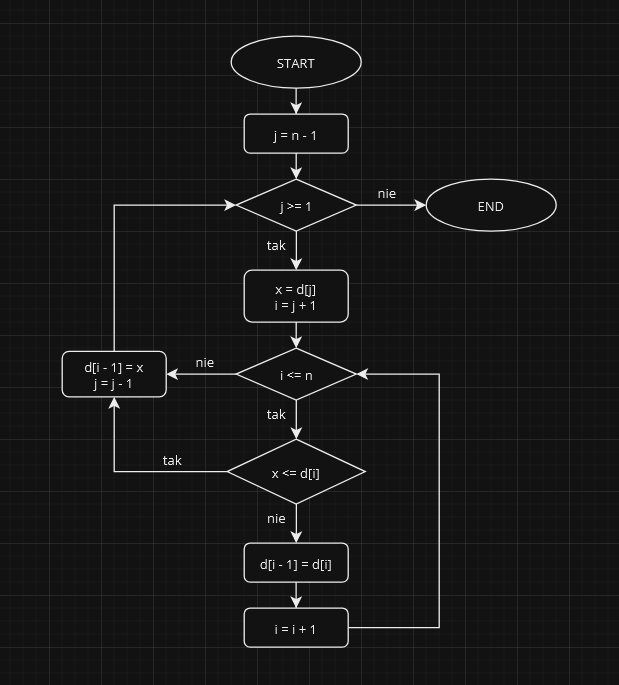 START
j = n - 1
j >= 1
nie
END
tak
x = d[j]
i = j + 1
i <= n
nie
d[i - 1] = x
j = j - 1
tak
x <= d[i]
tak
nie
d[i - 1] = d[i]
i = i + 1